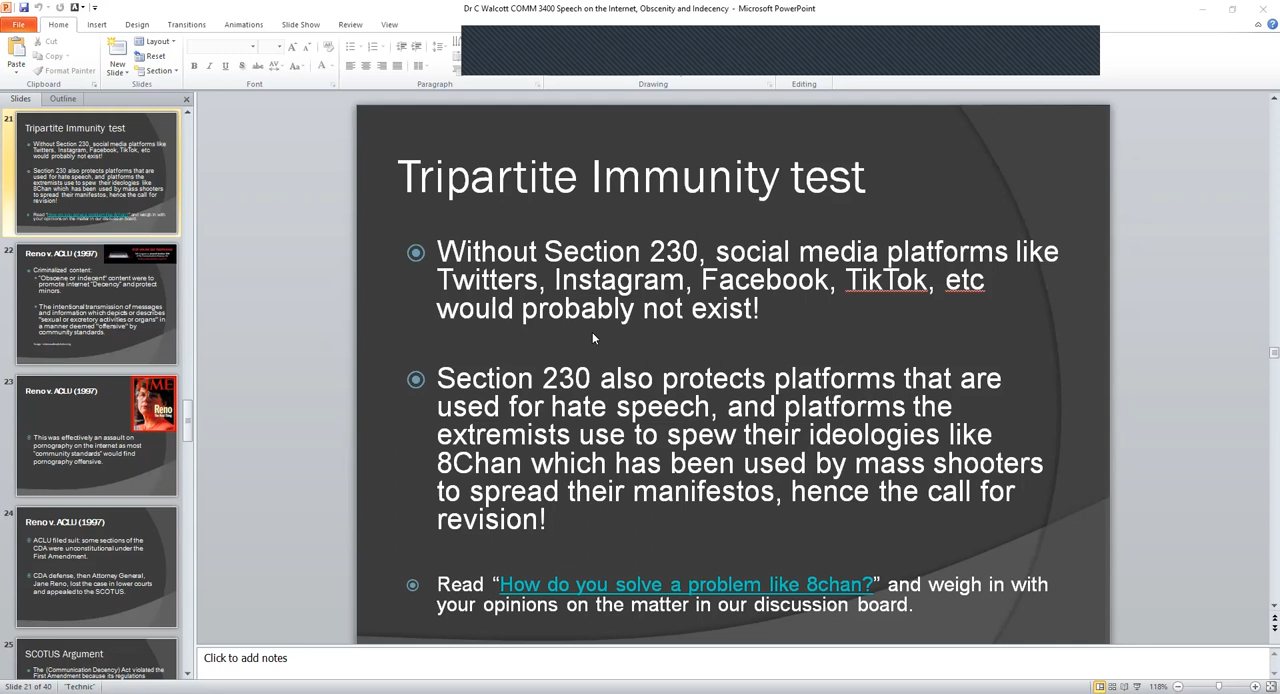 Dr C Walcott COMM 3400 Speech on the Internet, Obscenity and Indecency - Microsoft PowerPoint
File
Home
Insert
Design
Transitions
Animations
Slide Show
Review
View
Paste
Cut
Copy
Format Painter
Clipboard
New
Slide
Layout
Reset
Section
Slides
Font
Paragraph
Drawing
Editing
Slides
Outline
21
Tripartite Immunity test
Without Section 230, social media platforms like
Twitters, Instagram, Facebook, TikTok, etc
would probably not exist!
Section 230 also protects platforms that are
used for hate speech, and platforms the
extremists use to spew their ideologies like
8Chan which has been used by mass shooters
to spread their manifestos, hence the call for
revision!
Read “How do you solve a problem like 8chan?” and weigh in with
your opinions on the matter in our discussion board.
22
Reno v. ACLU (1997)
Criminalized content:
“Obscene or indecent” content were to
promote internet “Decency” and protect
minors.
The intentional transmission of messages
and information which depicts or describes
“sexual or excretory activities or organs” in
a manner deemed “offensive” by
community standards.
23
Reno v. ACLU (1997)
TIME
Reno
This was effectively an assault on
pornography on the internet as most
“community standards” would find
pornography offensive.
24
Reno v. ACLU (1997)
ACLU filed suit: some sections of the
CDA were unconstitutional under the
First Amendment.
CDA defense, then Attorney General,
Jane Reno, lost the case in lower courts
and appealed to the SCOTUS.
25
SCOTUS Argument
The (Communication Decency) Act violated the
First Amendment because its regulations
Tripartite Immunity test
Without Section 230, social media platforms like
Twitters, Instagram, Facebook, TikTok, etc
would probably not exist!
Section 230 also protects platforms that are
used for hate speech, and platforms the
extremists use to spew their ideologies like
8Chan which has been used by mass shooters
to spread their manifestos, hence the call for
revision!
Read “How do you solve a problem like 8chan?” and weigh in with
your opinions on the matter in our discussion board.
Click to add notes
Slide 21 of 40
"Technic"
118%